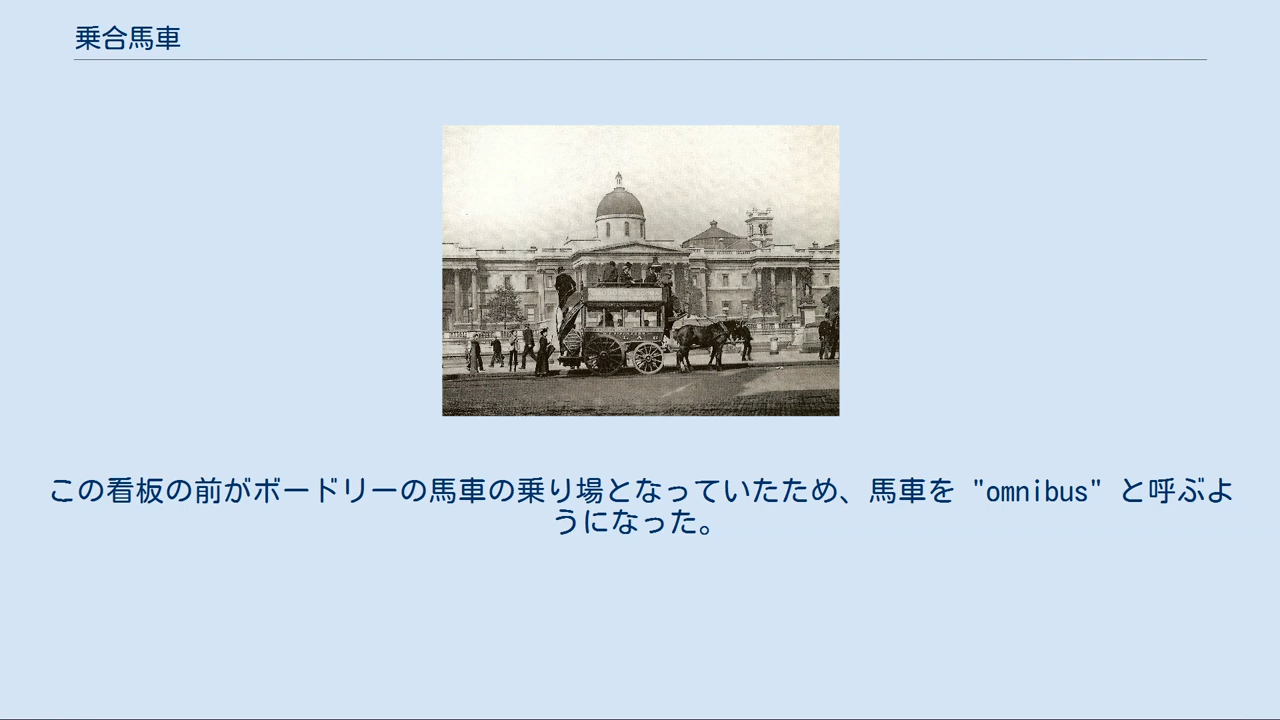 乗合馬車
この看板の前がボードリーの馬車の乗り場となっていたため、馬車を "omnibus" と呼ぶよ
うになった。